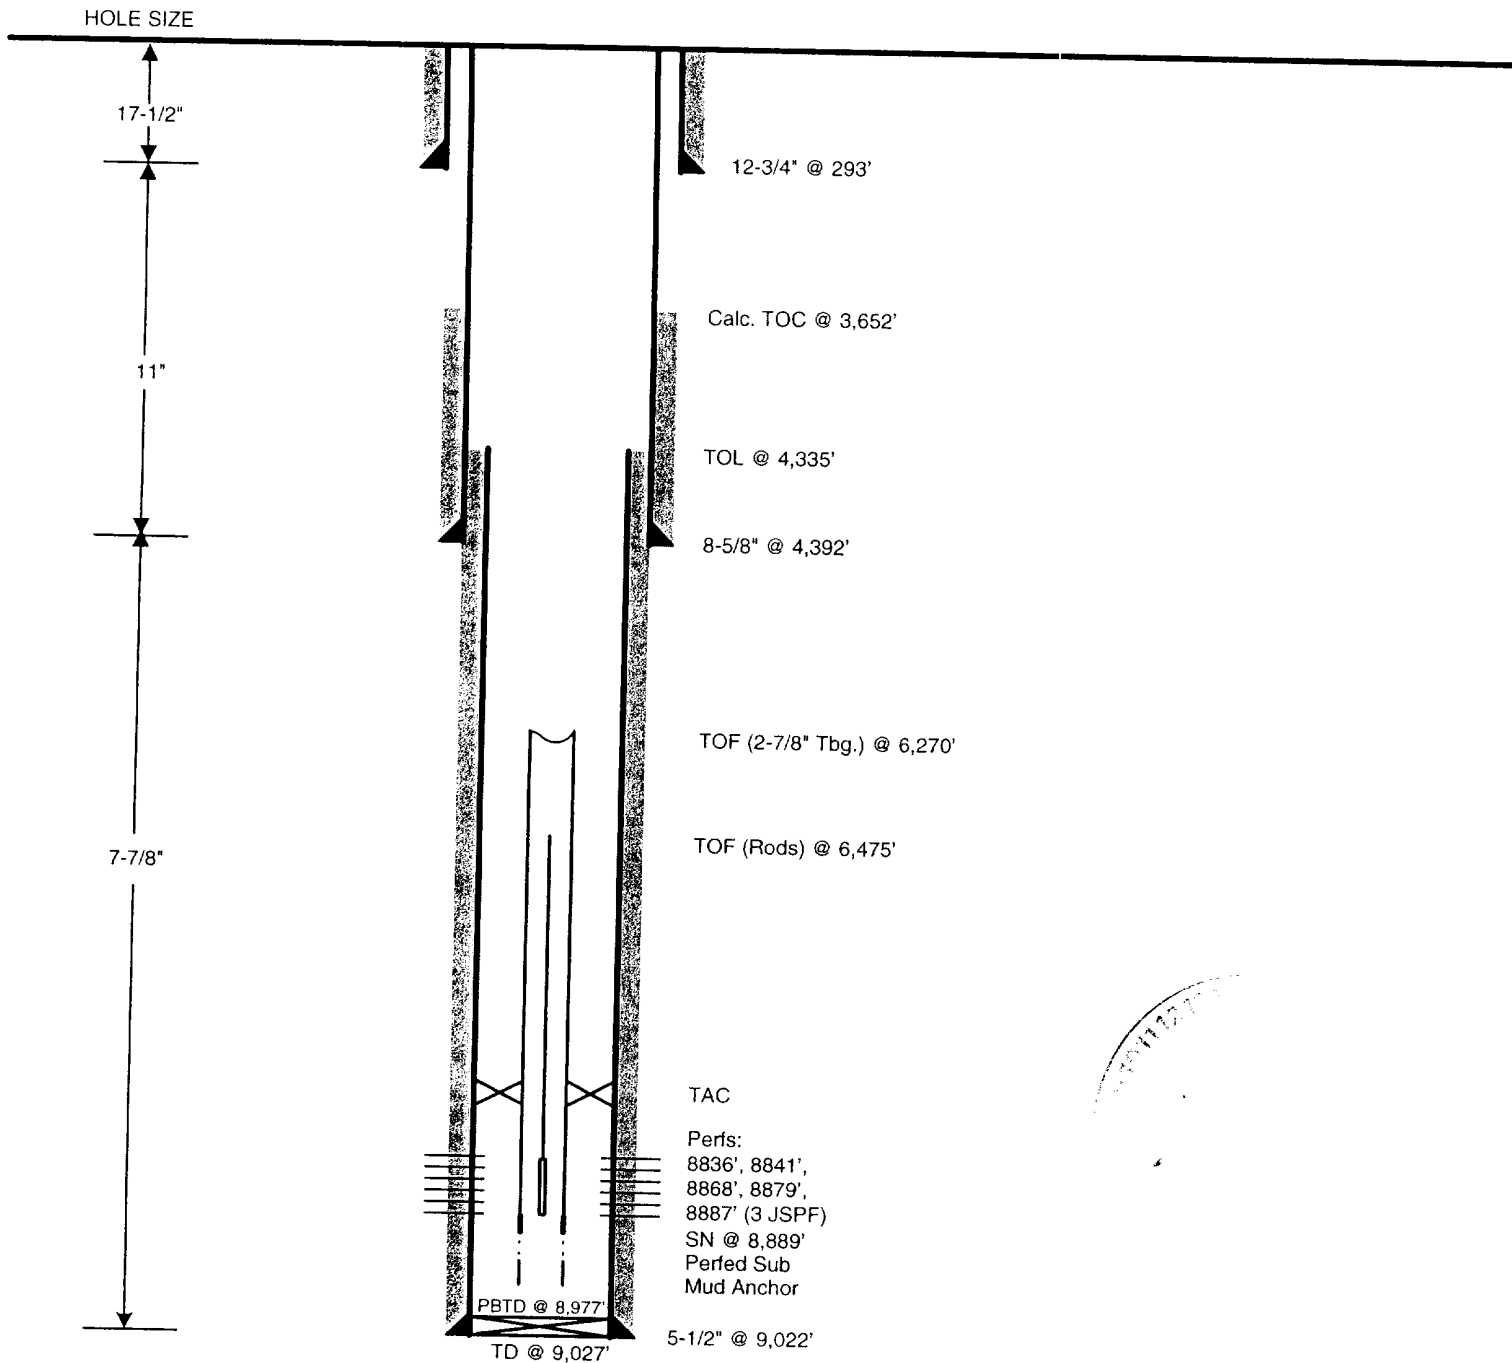 HOLE SIZE
17-1/2"
12-3/4" @ 293'
Calc. TOC @ 3,652'
11"
TOL @ 4,335'
8-5/8" @ 4,392'
TOF (2-7/8" Tbg.) @ 6,270'
TOF (Rods) @ 6,475'
7-7/8"
TAC
Perfs:
8836', 8841',
8868', 8879',
8887' (3 JSPF)
SN @ 8,889'
Perfed Sub
Mud Anchor
PBTD @ 8,977'
5-1/2" @ 9,022'
TD @ 9,027'